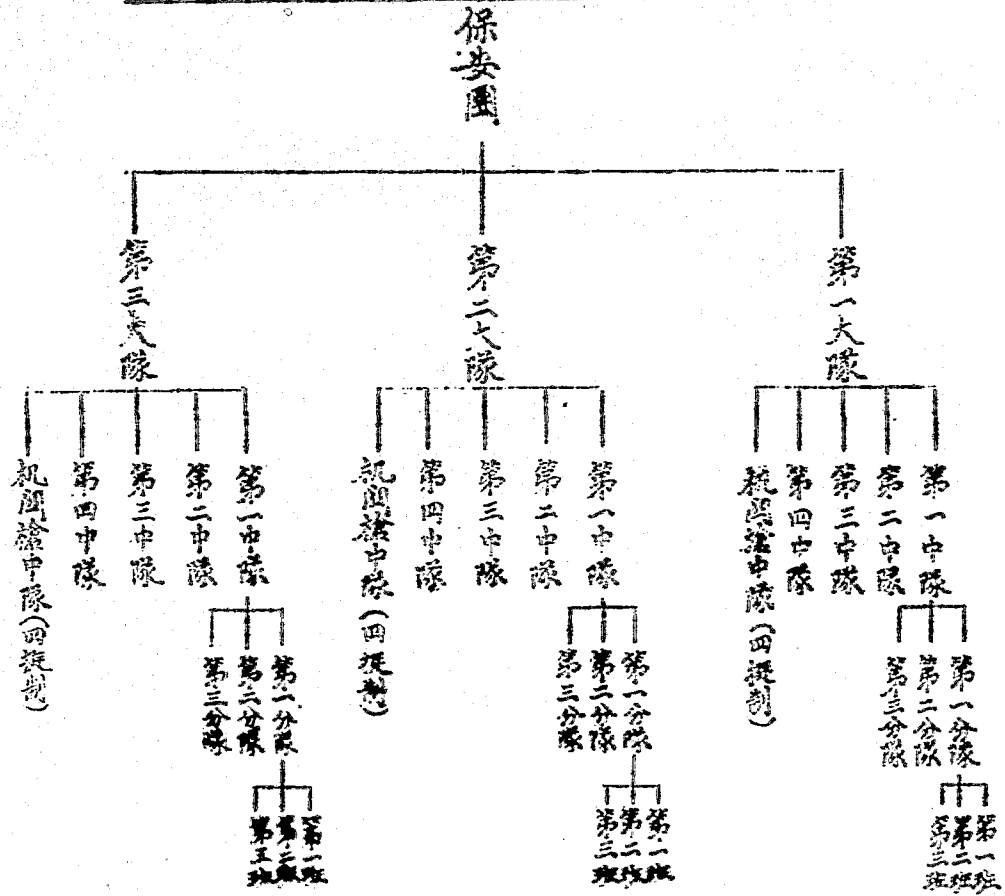 保安團
第一大隊
第二大隊
第三大隊
第一中隊
第二中隊
第三中隊
第四中隊
機關槍中隊(四挺制)
第一中隊
第二中隊
第三中隊
第四中隊
机關槍中隊(四挺制)
第一中隊
第二中隊
第三中隊
第四中隊
机關槍中隊(四挺制)
第一分隊
第二分隊
第三分隊
第一分隊
第二分隊
第三分隊
第一分隊
第二分隊
第三分隊
第一班
第二班
第三班
第一班
第二班
第三班
第一班
第二班
第三班